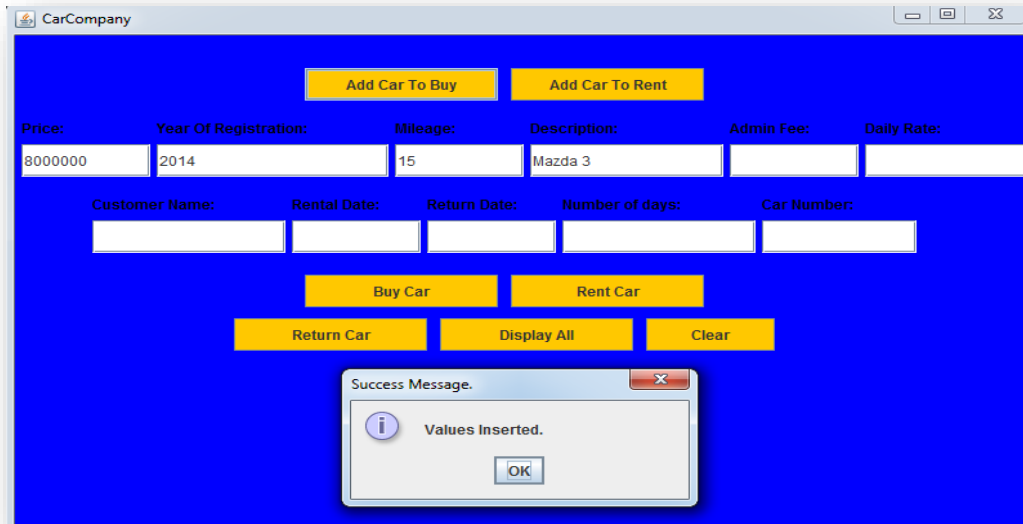 CarCompany
Add Car To Buy Add Car To Rent
Price: Year Of Registration: Mileage: Description: Admin Fee: Daily Rate:
8000000 2014 15 Mazda 3
Customer Name: Rental Date: Return Date: Number of days: Car Number:
Buy Car Rent Car
Return Car Display All Clear
Success Message.
Values Inserted.
OK